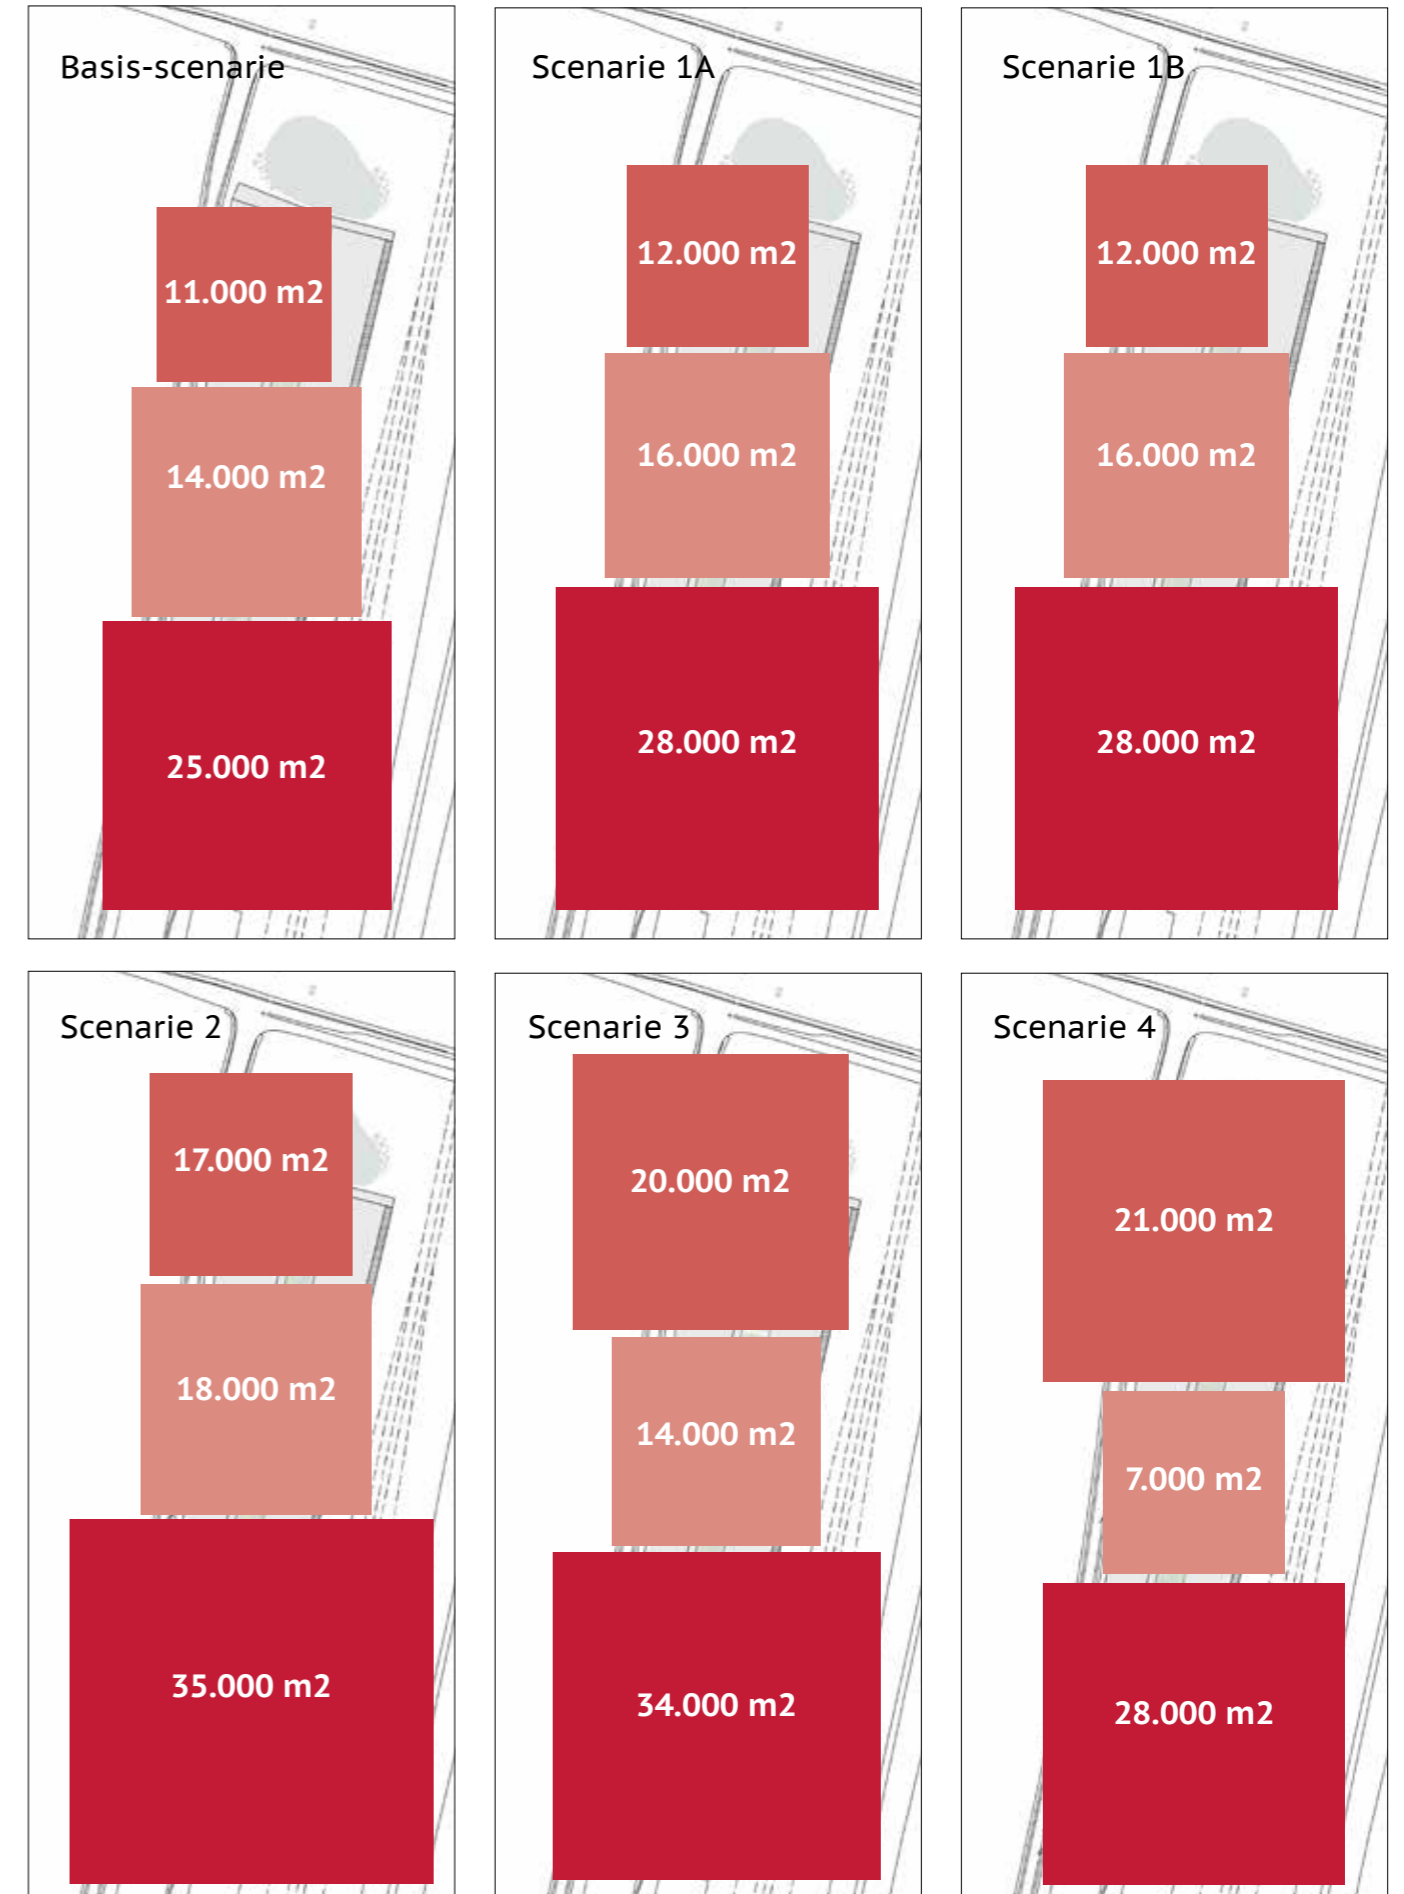 Basis-scenarie
11.000 m2
14.000 m2
25.000 m2
Scenarie 1A
12.000 m2
16.000 m2
28.000 m2
Scenarie 1B
12.000 m2
16.000 m2
28.000 m2
Scenarie 2
17.000 m2
18.000 m2
35.000 m2
Scenarie 3
20.000 m2
14.000 m2
34.000 m2
Scenarie 4
21.000 m2
7.000 m2
28.000 m2